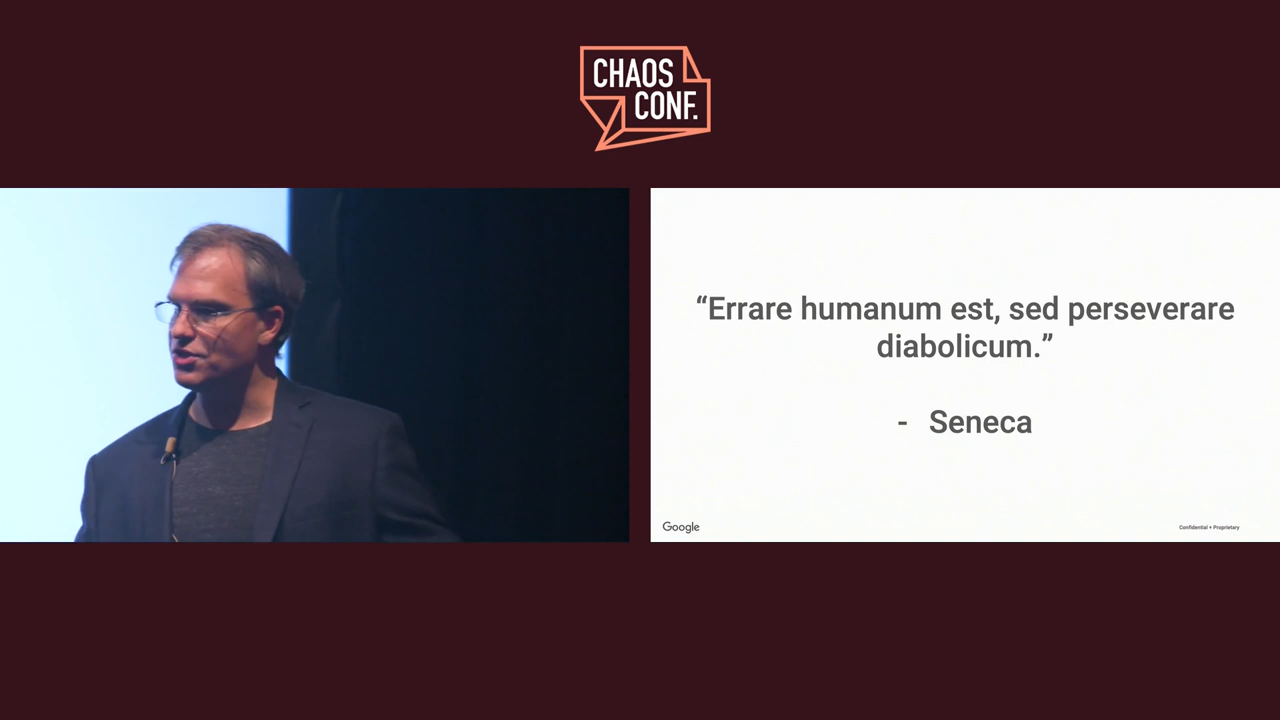 CHAOS
CONF.
“Errare humanum est, sed perseverare
diabolicum.”
- Seneca
Google
Confidential + Proprietary